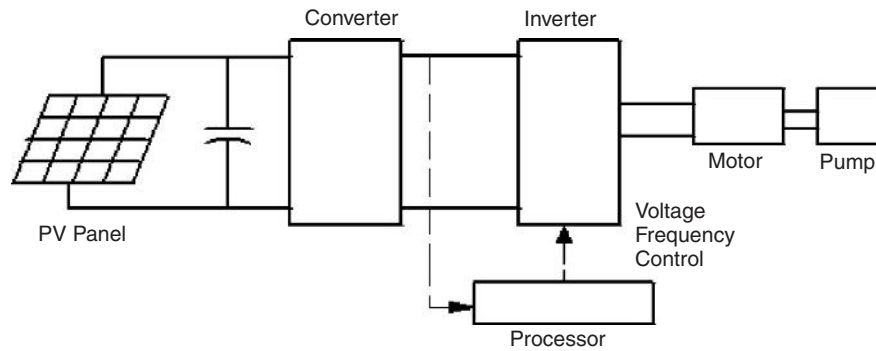 Converter
Inverter
PV Panel
Motor
Pump
Voltage
Frequency
Control
Processor